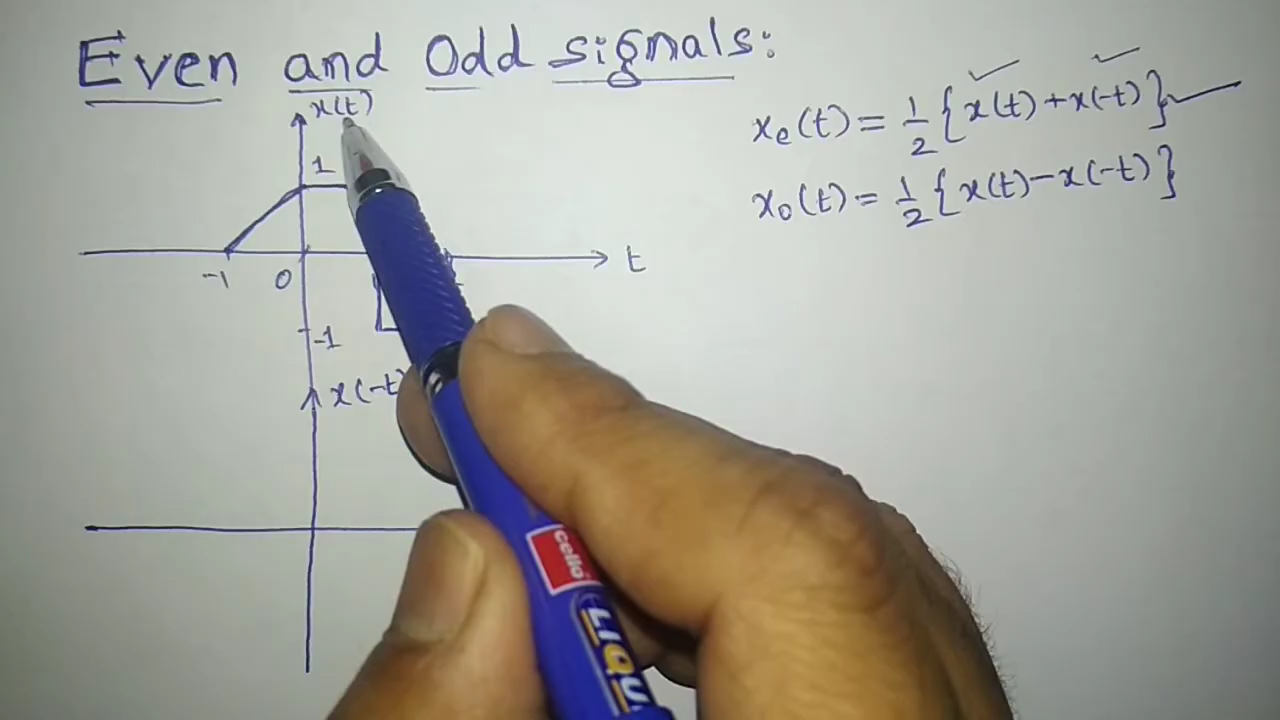 Even and Odd signals:
x(t)
1
-1 0 t
-1
x(-t)
xe(t) = 1/2 {x(t) + x(-t)}
xo(t) = 1/2 {x(t) - x(-t)}
cello